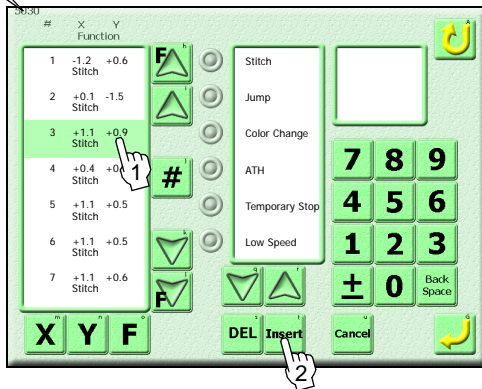 5030
# X Y
Function
1 -1.2 +0.6
Stitch
2 +0.1 -1.5
Stitch
3 +1.1 +0.9
Stitch
4 +0.4
Stitch
5 +1.1 +0.5
Stitch
6 +1.1 +0.5
Stitch
7 +1.1 +0.6
Stitch
F
#
F
X Y F
Stitch
Jump
Color Change
ATH
Temporary Stop
Low Speed
DEL Insert
7 8 9
4 5 6
1 2 3
± 0 Back
Space
Cancel
1
2